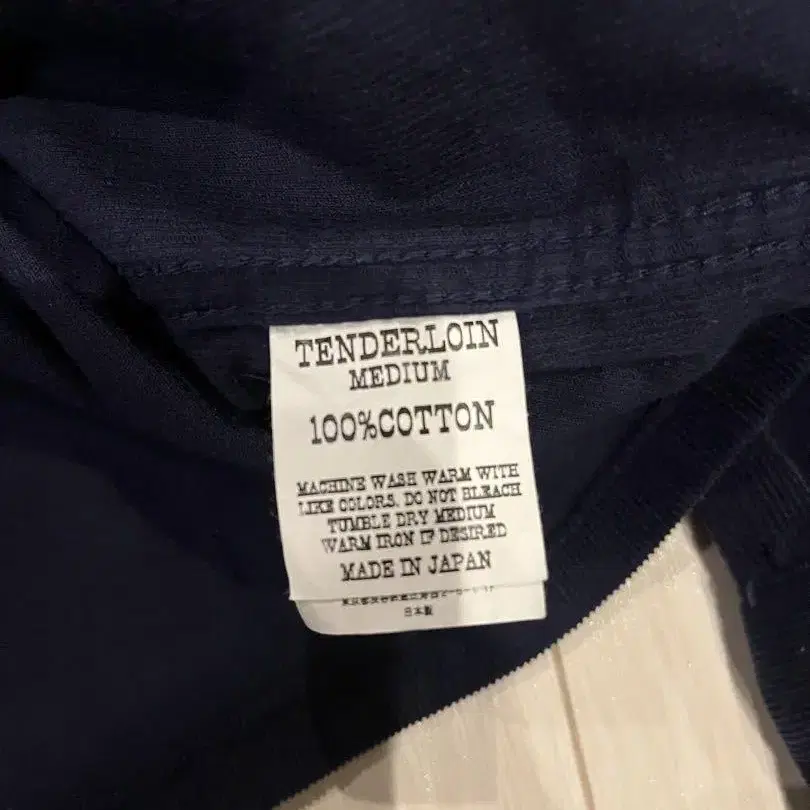 TENDERLOIN
MEDIUM
100%COTTON
MACHINE WASH WARM WITH
LIKE COLORS. DO NOT BLEACH
TUMBLE DRY MEDIUM
WARM IRON IF DESIRED
MADE IN JAPAN
日本製